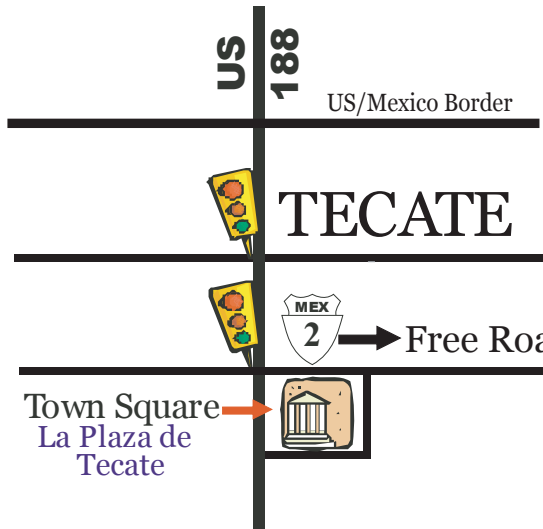 US
188
US/Mexico Border
TECATE
MEX
2
Free Roa
Town Square
La Plaza de
Tecate